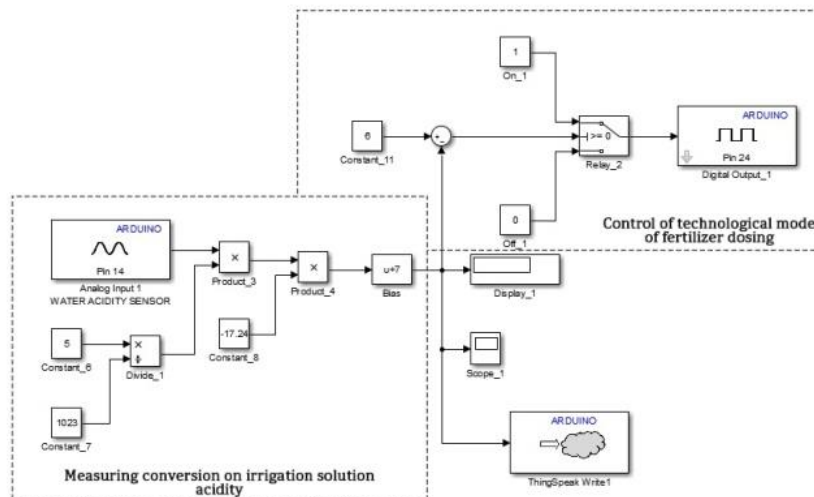 1
On_1
ARDUINO
6
Constant_11
>= 0
Relay_2
Pin 24
Digital Output_1
0
Off_1
Control of technological mode
of fertilizer dosing
ARDUINO
Pin 14
Analog Input 1
WATER ACIDITY SENSOR
×
Product_3
×
Product_4
u+7
Bias
Display_1
5
Constant_6
×
÷
Divide_1
-17.24
Constant_8
Scope_1
1023
Constant_7
ARDUINO
ThingSpeak Write1
Measuring conversion on irrigation solution
acidity